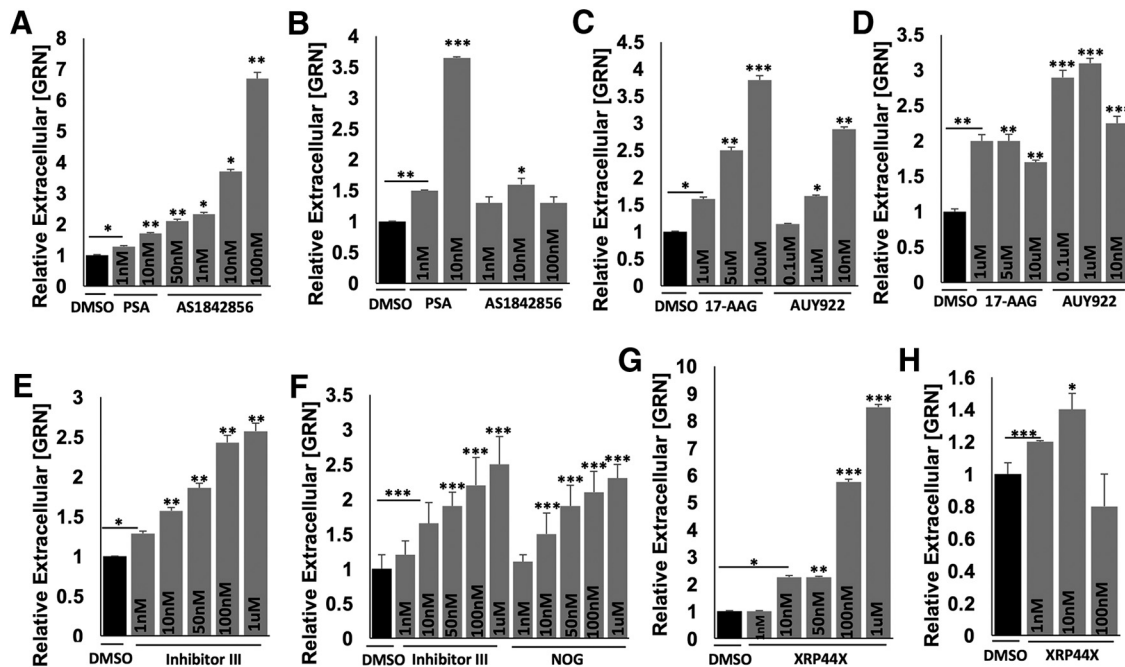 A
Relative Extracellular [GRN]
8
7
6
5
4
3
2
1
0
*
**
**
*
*
**
1nM
10nM
50nM
1nM
10nM
100nM
DMSO PSA AS1842856
B
Relative Extracellular [GRN]
4
3.5
3
2.5
2
1.5
1
0.5
0
**
***
*
1nM
10nM
1nM
10nM
100nM
DMSO PSA AS1842856
C
Relative Extracellular [GRN]
4.5
4
3.5
3
2.5
2
1.5
1
0.5
0
*
**
***
*
**
1uM
5uM
10uM
0.1uM
1uM
10nM
DMSO 17-AAG AUY922
D
Relative Extracellular [GRN]
3.5
3
2.5
2
1.5
1
0.5
0
**
**
**
***
***
***
1uM
5uM
10uM
0.1uM
1uM
10nM
DMSO 17-AAG AUY922
E
Relative Extracellular [GRN]
3
2.5
2
1.5
1
0.5
0
*
**
**
**
**
1nM
10nM
50nM
100nM
1uM
DMSO Inhibitor III
F
Relative Extracellular [GRN]
3.5
3
2.5
2
1.5
1
0.5
0
***
***
***
***
***
***
***
***
1nM
10nM
50nM
100nM
1uM
1nM
10nM
50nM
100nM
1uM
DMSO Inhibitor III NOG
G
Relative Extracellular [GRN]
10
9
8
7
6
5
4
3
2
1
0
*
**
***
***
1nM
10nM
50nM
100nM
1uM
DMSO XRP44X
H
Relative Extracellular [GRN]
1.6
1.4
1.2
1
0.8
0.6
0.4
0.2
0
***
*
1nM
10nM
100nM
DMSO XRP44X